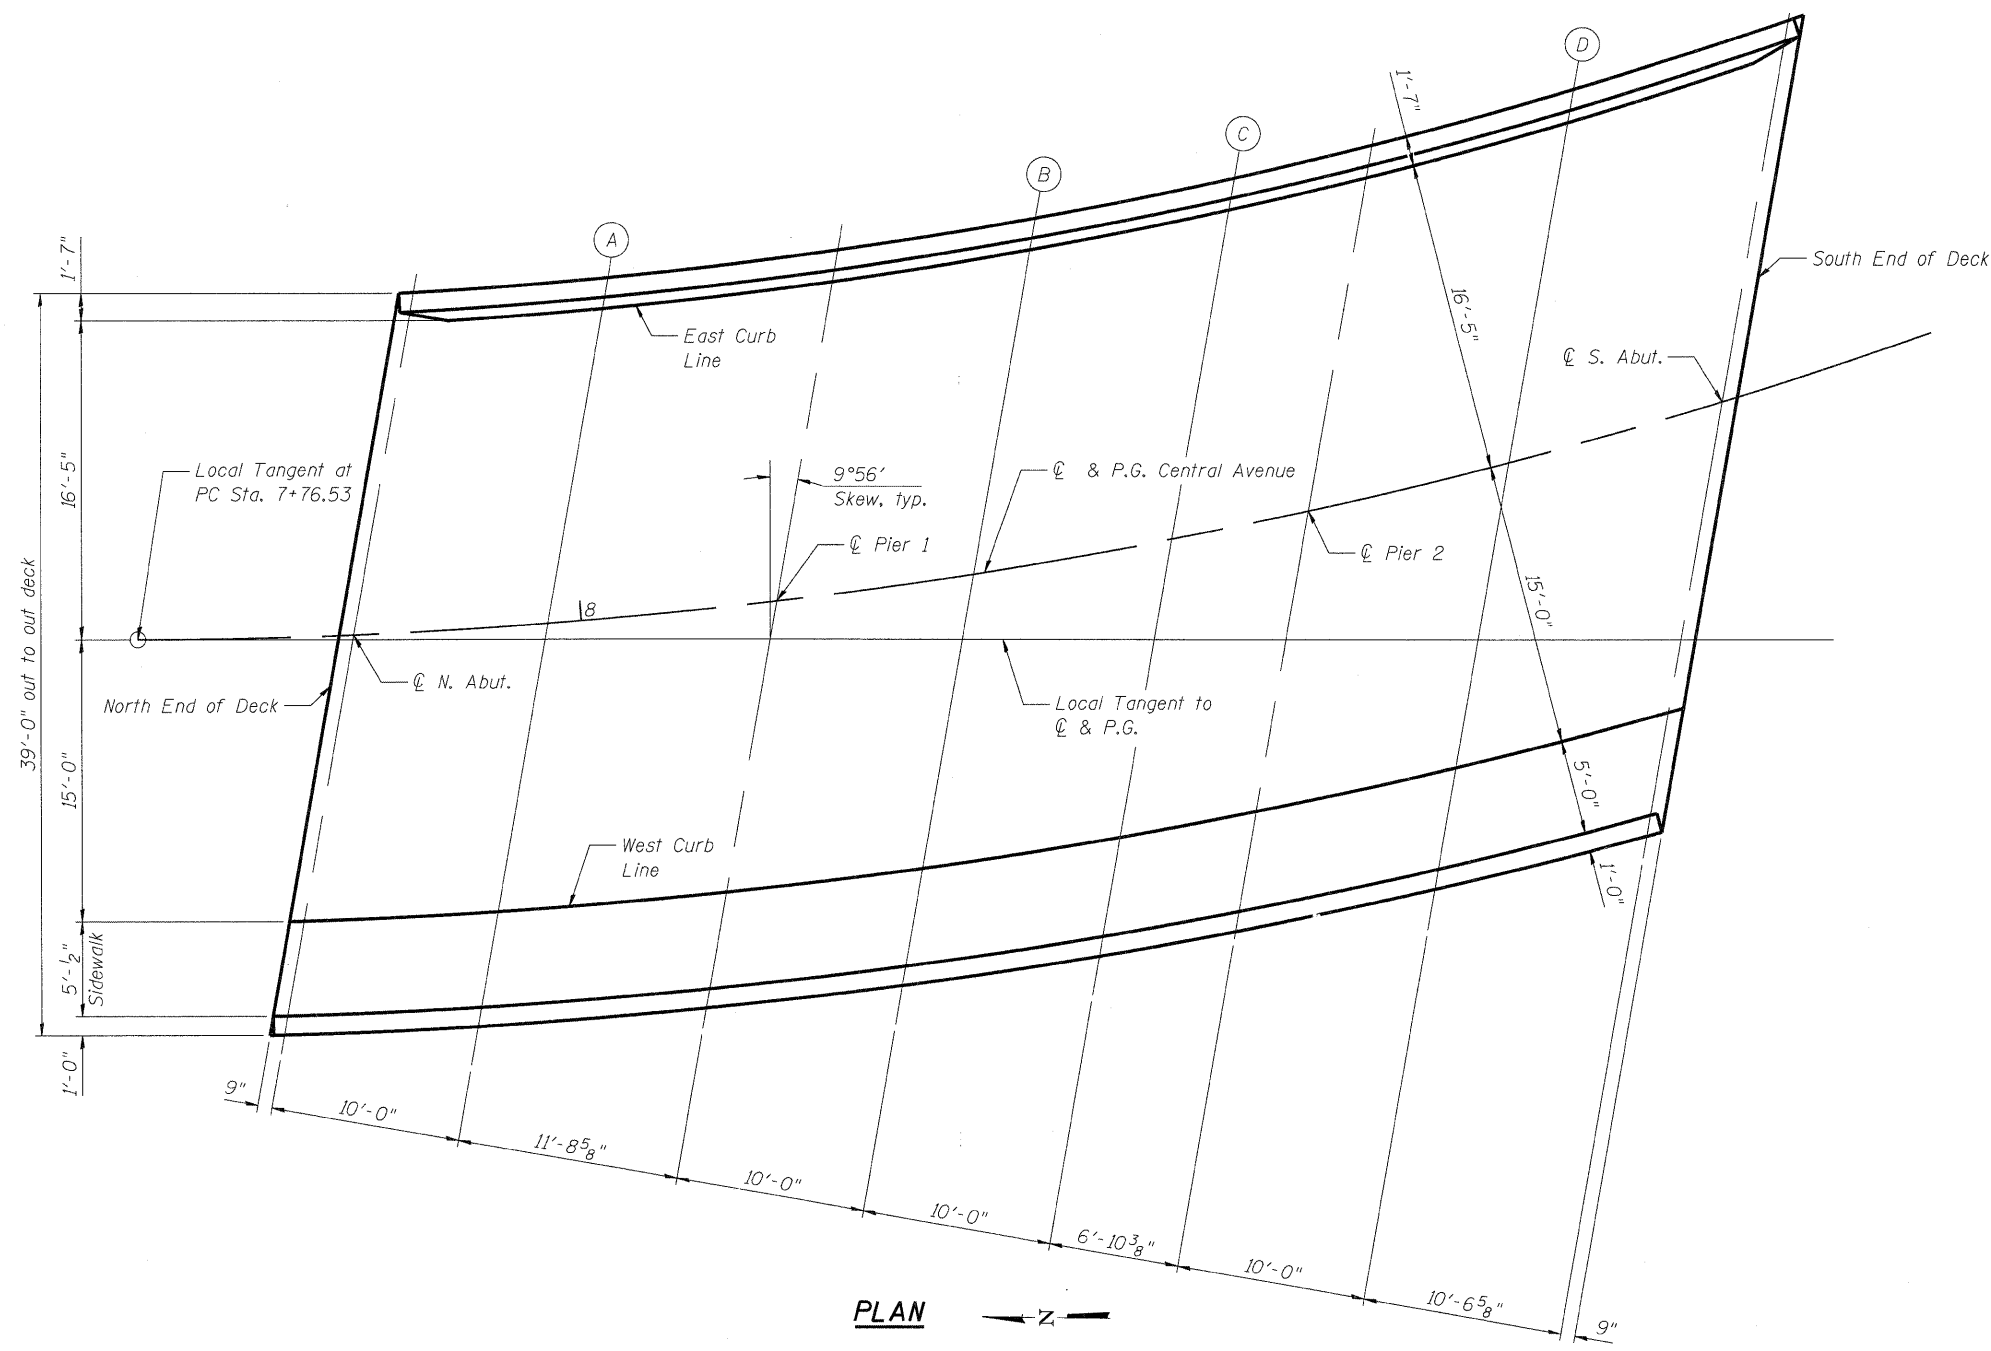 D
1'-7"
C
B
A
1'-7"
South End of Deck
16'-5"
East Curb
Line
℄ S. Abut.
Local Tangent at
PC Sta. 7+76.53
16'-5"
9°56'
Skew, typ.
℄ & P.G. Central Avenue
℄ Pier 1
℄ Pier 2
39'-0" out to out deck
8
15'-0"
℄ N. Abut.
North End of Deck
Local Tangent to
℄ & P.G.
15'-0"
5'-0"
West Curb
Line
1'-0"
5'-½"
Sidewalk
1'-0"
9"
10'-0"
11'-8⅝"
10'-0"
10'-0"
6'-10⅜"
10'-0"
10'-6⅝"
9"
PLAN
N